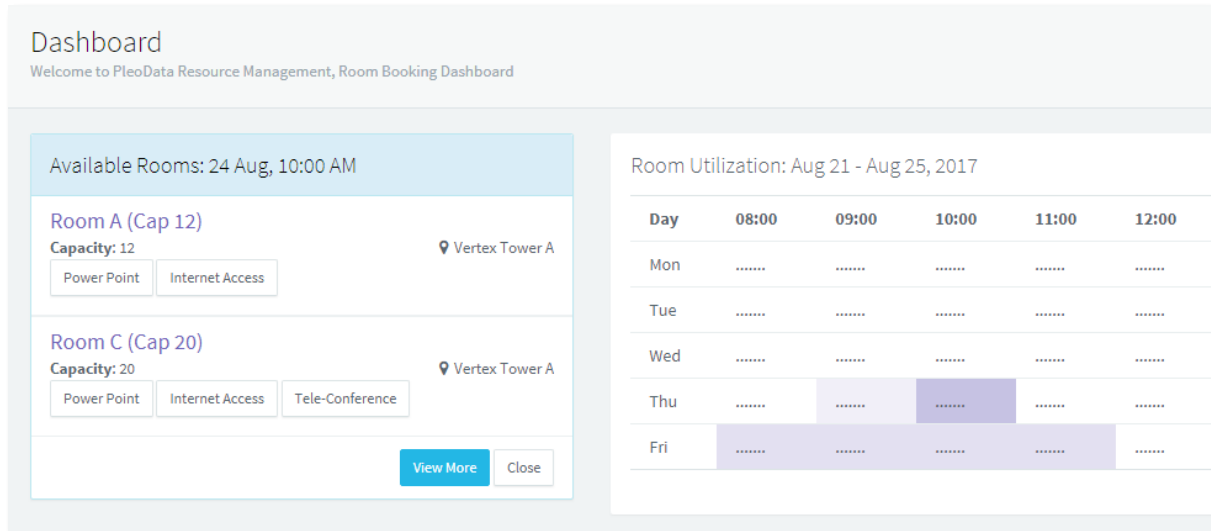 Dashboard
Welcome to PleoData Resource Management, Room Booking Dashboard
Available Rooms: 24 Aug, 10:00 AM
Room A (Cap 12)
Capacity: 12 Vertex Tower A
Power Point Internet Access
Room C (Cap 20)
Capacity: 20 Vertex Tower A
Power Point Internet Access Tele-Conference
View More Close
Room Utilization: Aug 21 - Aug 25, 2017
Day 08:00 09:00 10:00 11:00 12:00
Mon ....... ....... ....... ....... .......
Tue ....... ....... ....... ....... .......
Wed ....... ....... ....... ....... .......
Thu ....... ....... ....... ....... .......
Fri ....... ....... ....... ....... .......